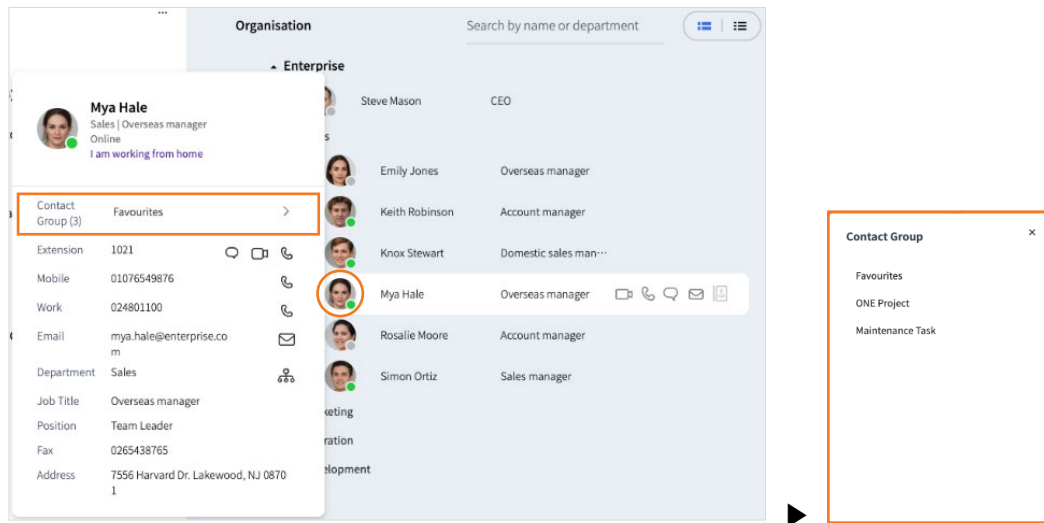 ...
Organisation
Search by name or department
Enterprise
Steve Mason CEO
s
Emily Jones Overseas manager
Keith Robinson Account manager
Knox Stewart Domestic sales man···
Mya Hale Overseas manager
Rosalie Moore Account manager
Simon Ortiz Sales manager
keting
ration
elopment
Mya Hale
Sales | Overseas manager
Online
I am working from home
Contact
Group (3)
Favourites
Extension 1021
Mobile 01076549876
Work 024801100
Email mya.hale@enterprise.co
m
Department Sales
Job Title Overseas manager
Position Team Leader
Fax 0265438765
Address 7556 Harvard Dr. Lakewood, NJ 0870
1
Contact Group
Favourites
ONE Project
Maintenance Task